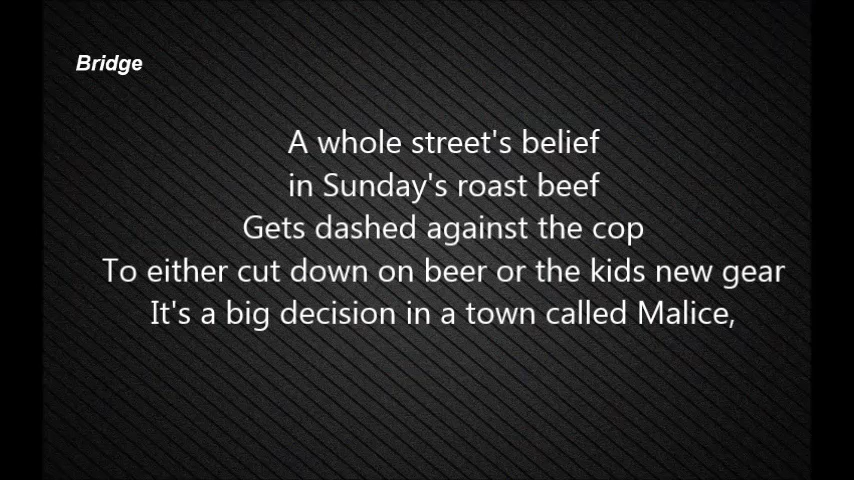 Bridge
A whole street's belief
in Sunday's roast beef
Gets dashed against the cop
To either cut down on beer or the kids new gear
It's a big decision in a town called Malice,